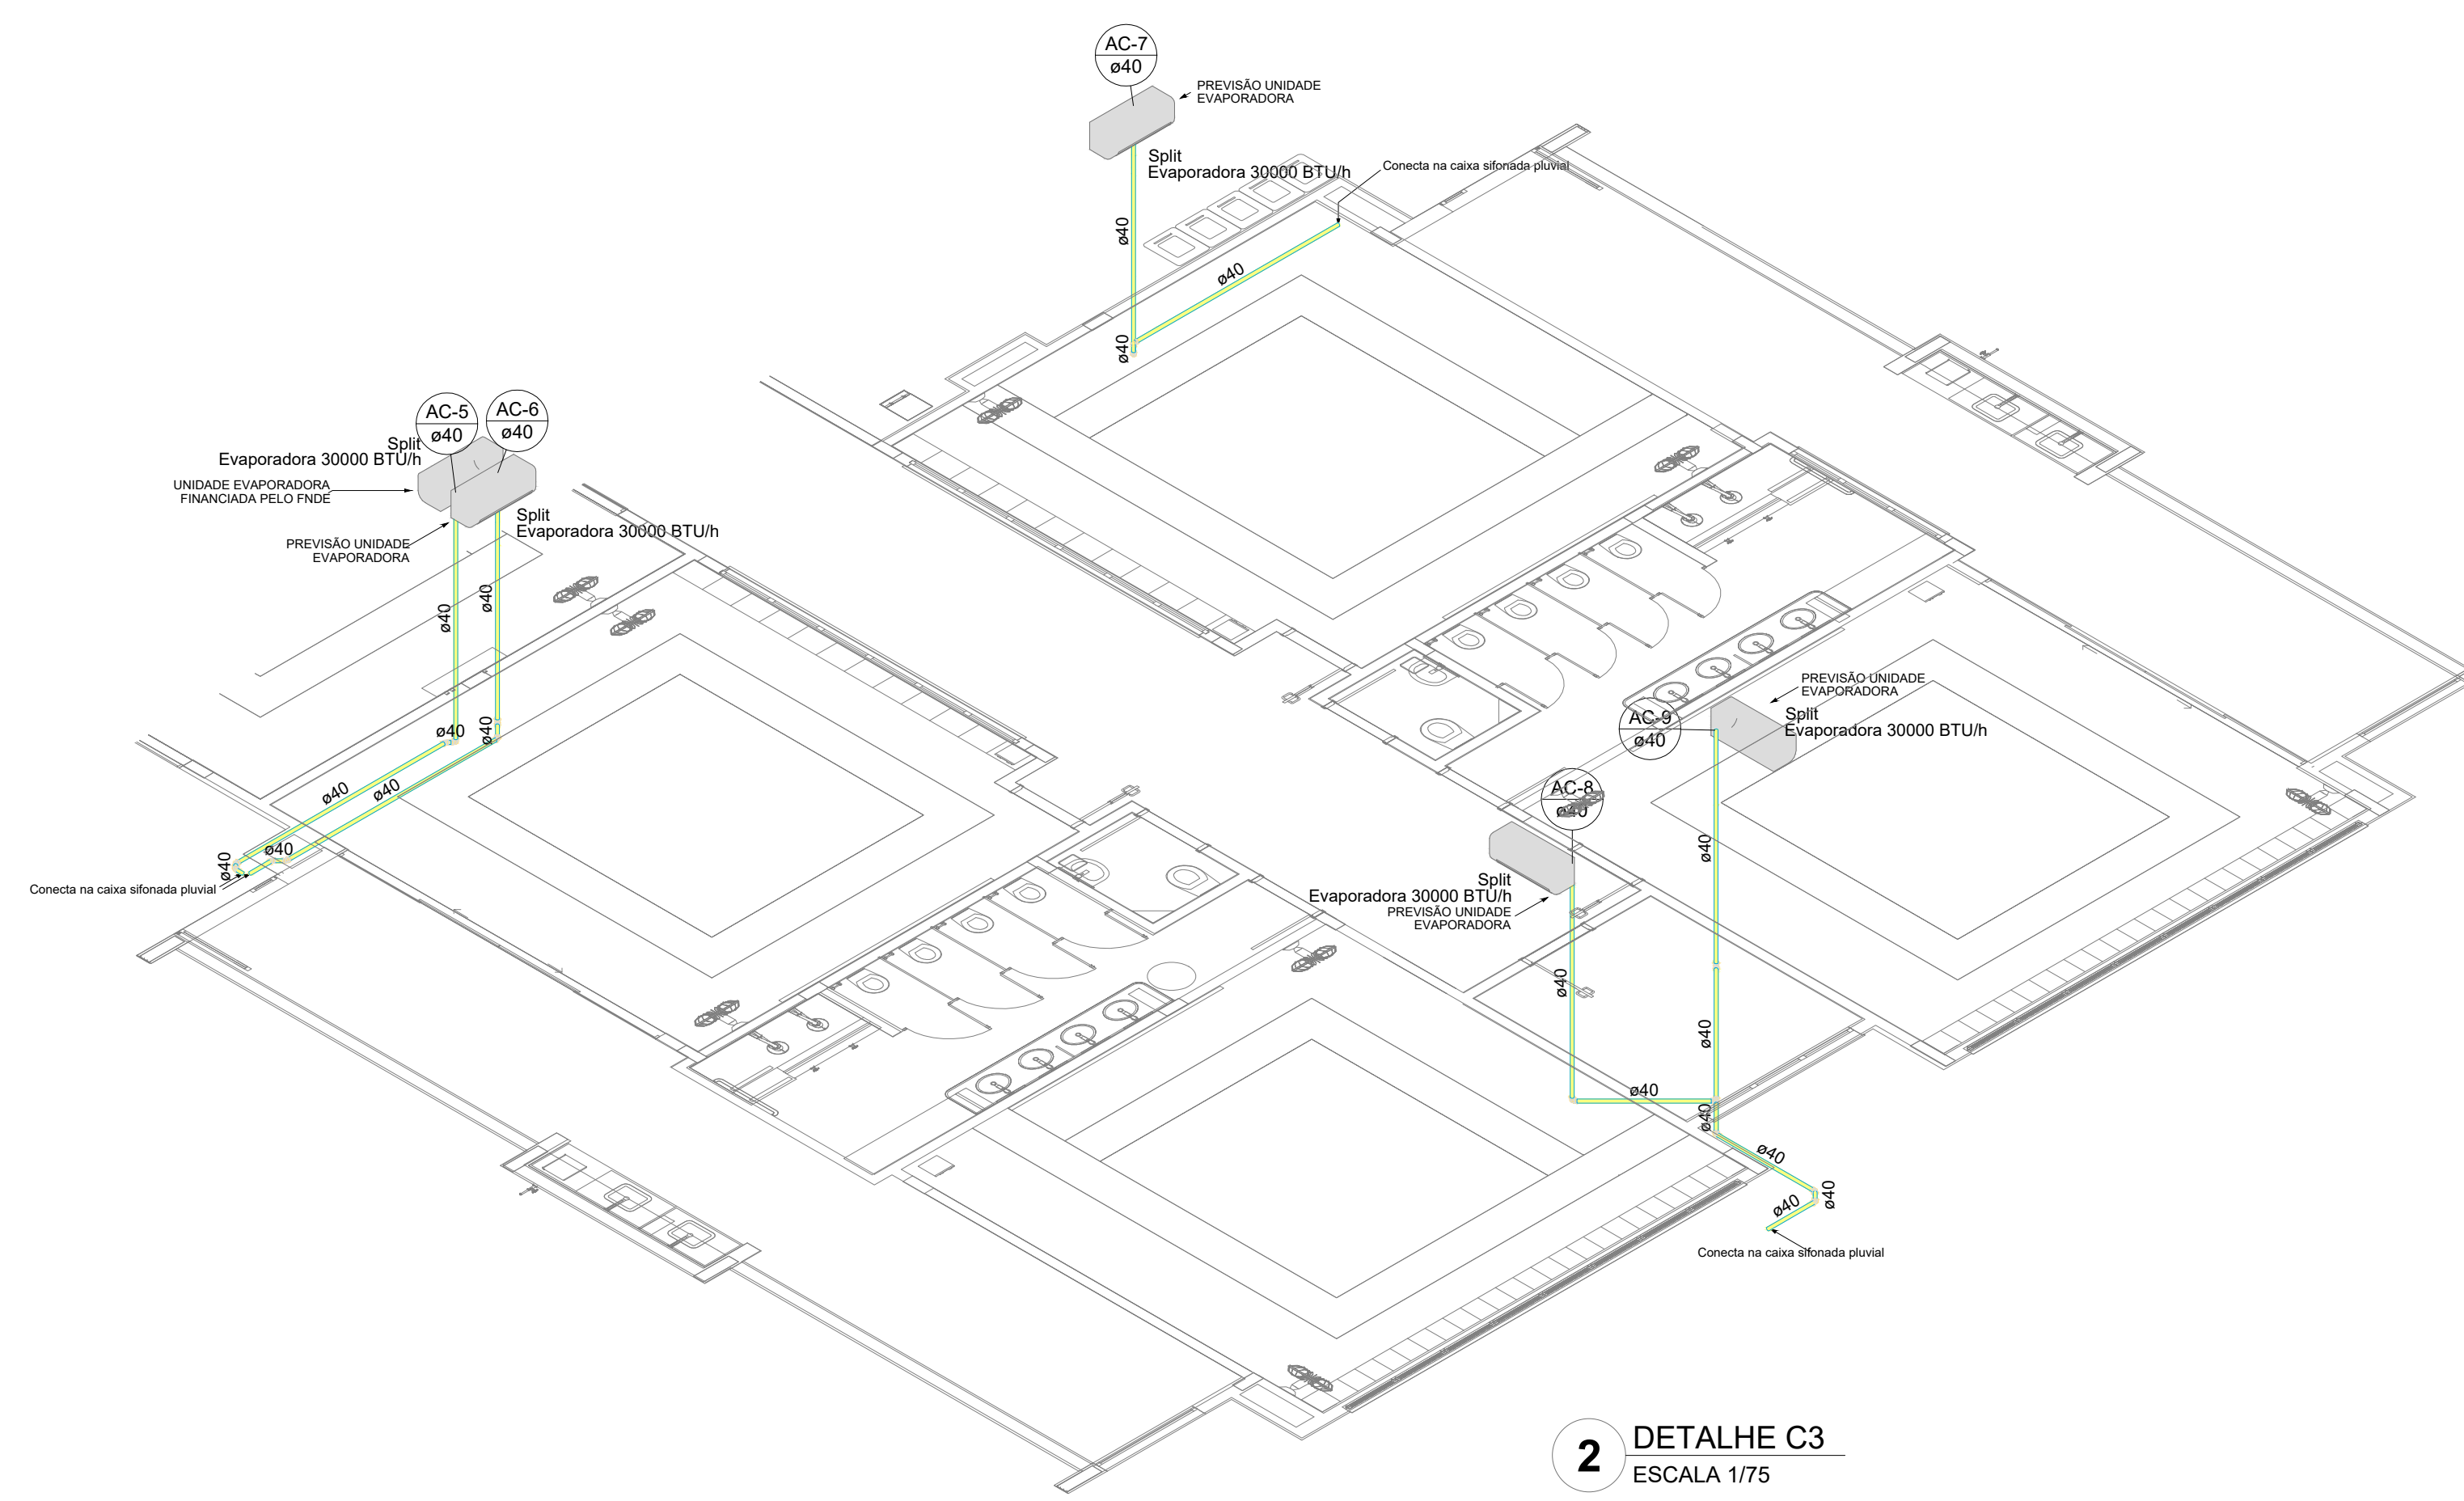 AC-7
ø40
PREVISÃO UNIDADE
EVAPORADORA
Split
Evaporadora 30000 BTU/h
Conecta na caixa sifonada pluvial
ø40
ø40
ø40
AC-5
ø40
AC-6
ø40
Split
Evaporadora 30000 BTU/h
UNIDADE EVAPORADORA
FINANCIADA PELO FNDE
Split
Evaporadora 30000 BTU/h
PREVISÃO UNIDADE
EVAPORADORA
ø40
ø40
ø40
ø40
ø40
ø40
ø40
ø40
Conecta na caixa sifonada pluvial
PREVISÃO UNIDADE
EVAPORADORA
AC-9
ø40
Split
Evaporadora 30000 BTU/h
AC-8
ø40
Split
Evaporadora 30000 BTU/h
PREVISÃO UNIDADE
EVAPORADORA
ø40
ø40
ø40
ø40
ø40
ø40
ø40
ø40
Conecta na caixa sifonada pluvial
2
DETALHE C3
ESCALA 1/75